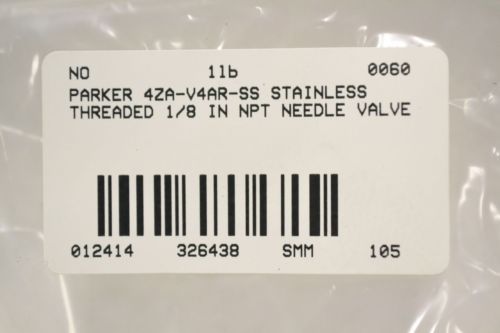 NO 1lb 0060
PARKER 4ZA-V4AR-SS STAINLESS
THREADED 1/8 IN NPT NEEDLE VALVE
012414 326438 SMM 105